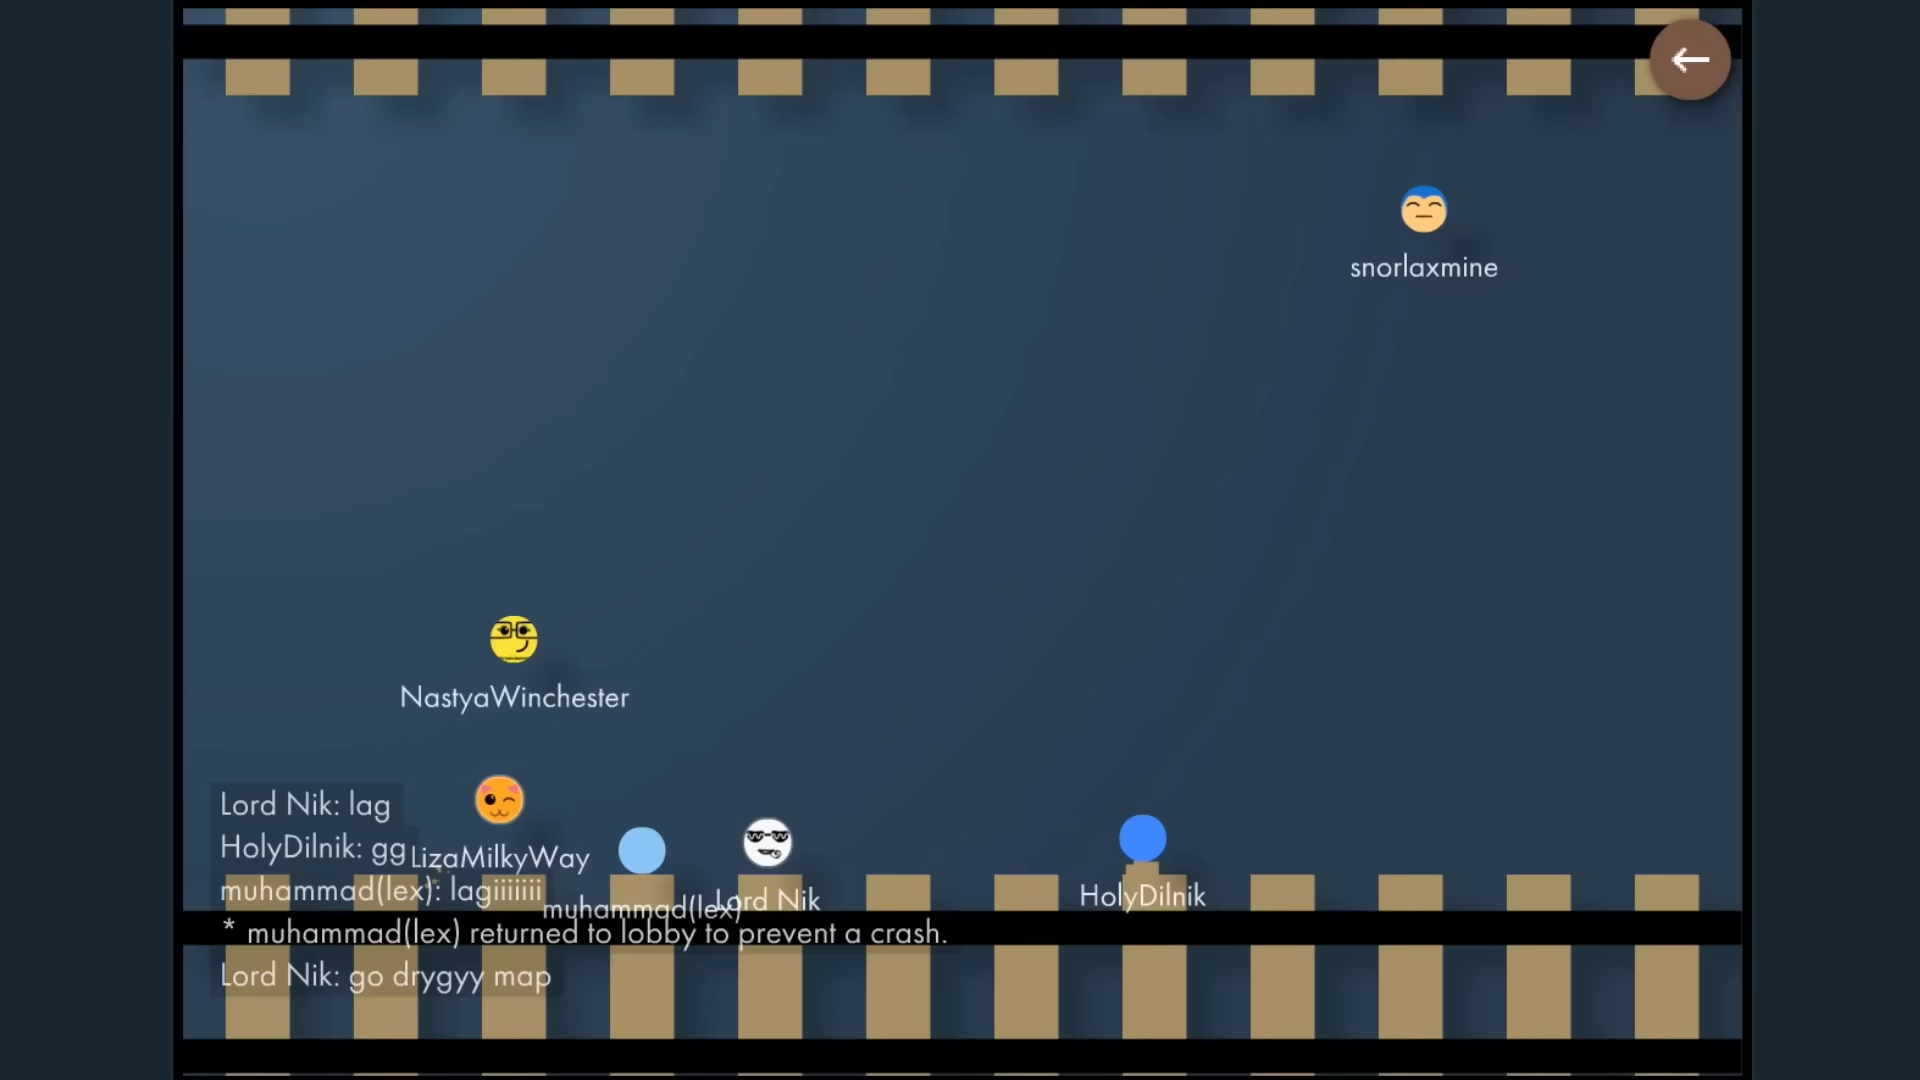 snorlaxmine
NastyaWinchester
Lord Nik: lag
HolyDilnik: gg
LizaMilkyWay
muhammad(lex): lagiiiiiii
muhammad(lex)
Lord Nik
HolyDilnik
* muhammad(lex) returned to lobby to prevent a crash.
Lord Nik: go drygyy map